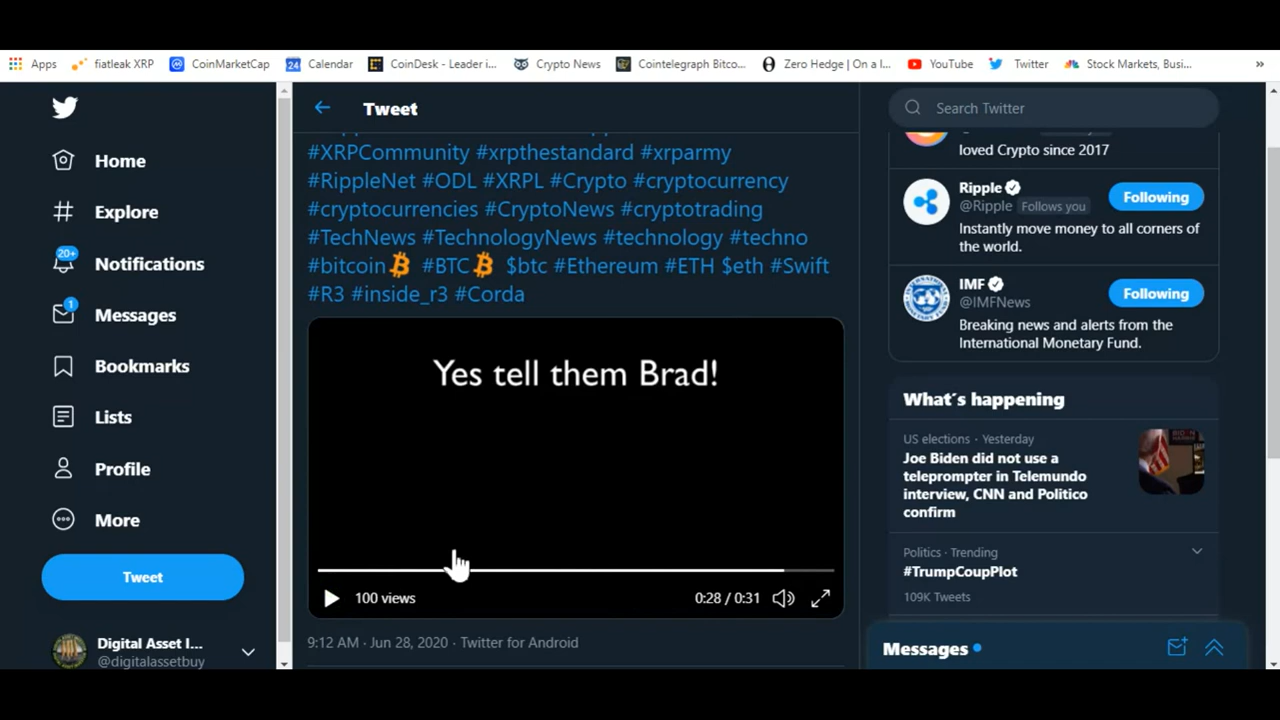 Apps fiatleak XRP CoinMarketCap Calendar CoinDesk - Leader i... Crypto News Cointelegraph Bitco... Zero Hedge | On a l... YouTube Twitter Stock Markets, Busi... »
Home
Explore
20+
Notifications
1
Messages
Bookmarks
Lists
Profile
More
Tweet
Digital Asset I...
@digitalassetbuy
Tweet
#XRPCommunity #xrpthestandard #xrparmy
#RippleNet #ODL #XRPL #Crypto #cryptocurrency
#cryptocurrencies #CryptoNews #cryptotrading
#TechNews #TechnologyNews #technology #techno
#bitcoin #BTC $btc #Ethereum #ETH $eth #Swift
#R3 #inside_r3 #Corda
Yes tell them Brad!
100 views 0:28 / 0:31
9:12 AM · Jun 28, 2020 · Twitter for Android
Search Twitter
loved Crypto since 2017
Ripple
@Ripple Follows you
Following
Instantly move money to all corners of
the world.
IMF
@IMFNews
Following
Breaking news and alerts from the
International Monetary Fund.
What´s happening
US elections · Yesterday
Joe Biden did not use a
teleprompter in Telemundo
interview, CNN and Politico
confirm
Politics · Trending
#TrumpCoupPlot
109K Tweets
Messages